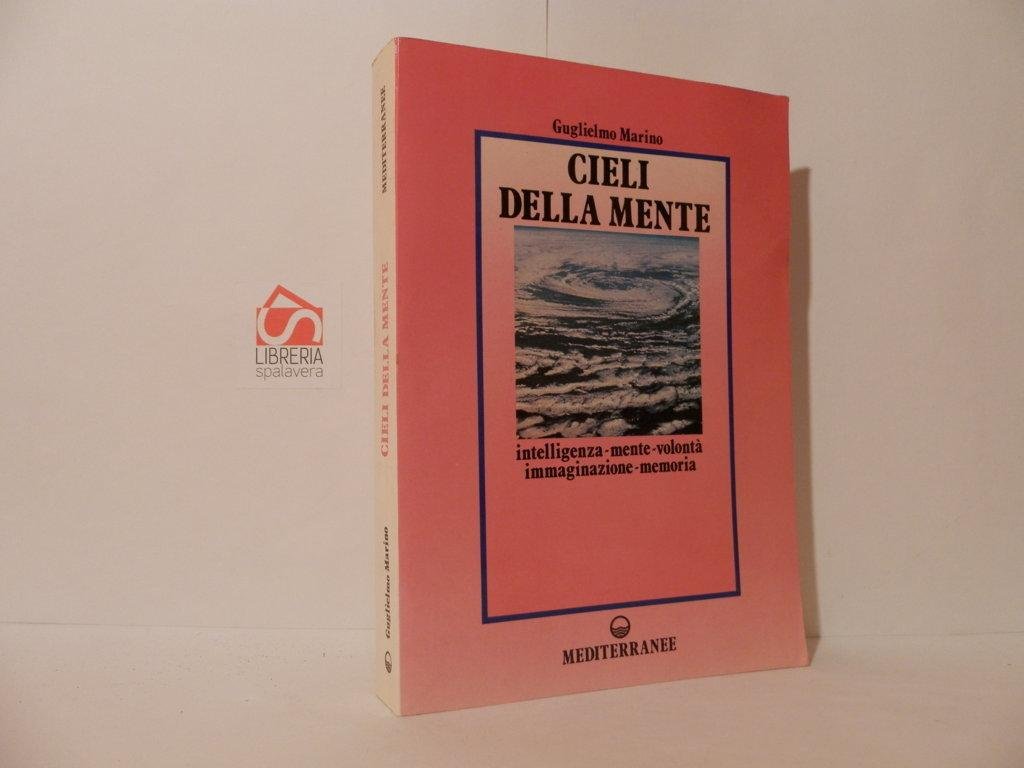 Guglielmo Marino
CIELI
DELLA MENTE
intelligenza-mente-volontà
immaginazione-memoria
MEDITERRANEE
MEDITERRANEE
CIELI DELLA MENTE
Guglielmo Marino
LIBRERIA
spalavera